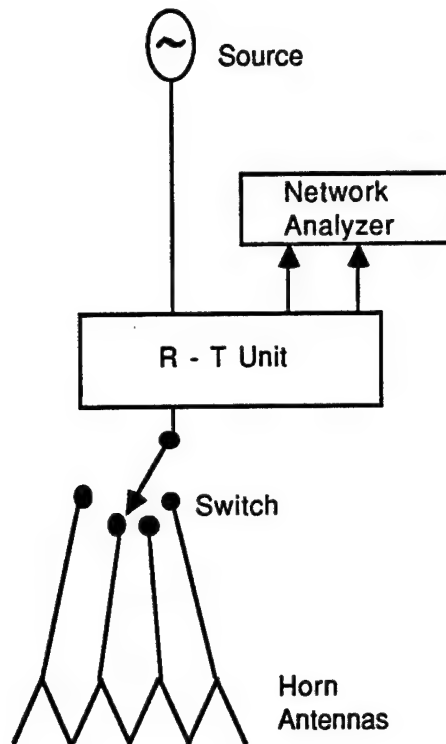 Source
Network
Analyzer
R - T Unit
Switch
Horn
Antennas